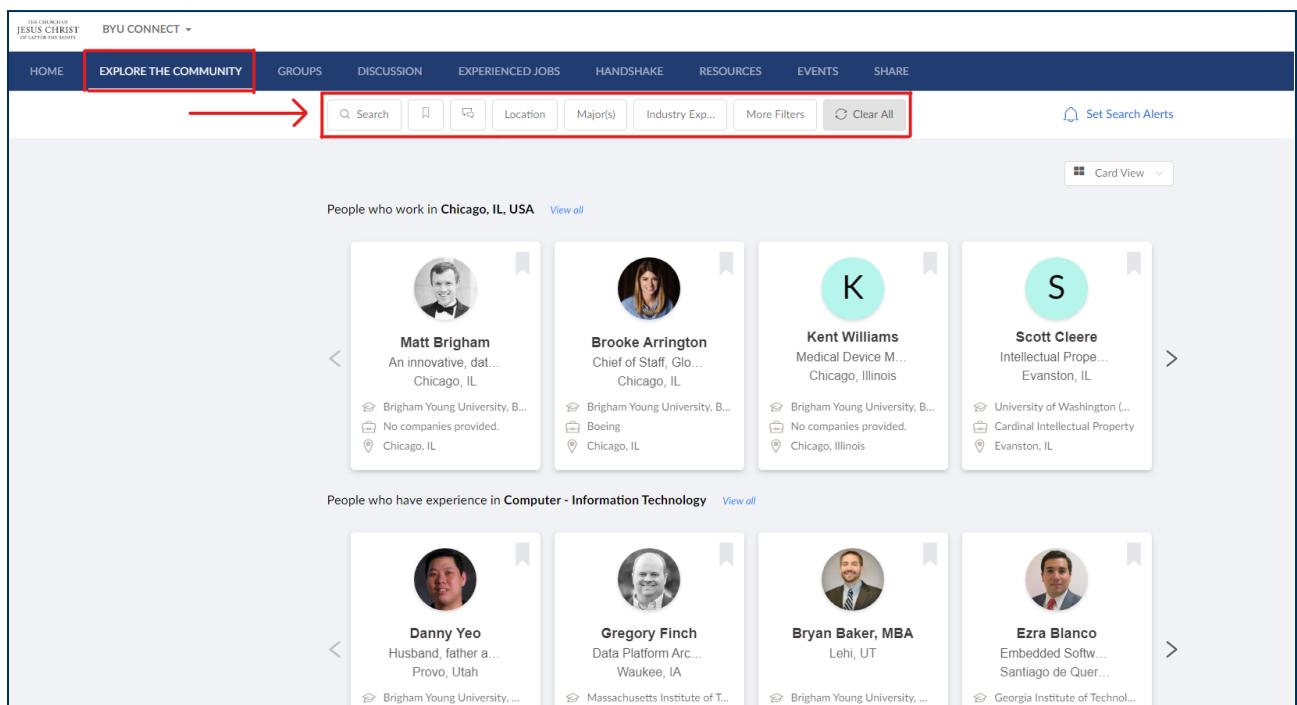 THE CHURCH OF
JESUS CHRIST
OF LATTER-DAY SAINTS
BYU CONNECT
HOME EXPLORE THE COMMUNITY GROUPS DISCUSSION EXPERIENCED JOBS HANDSHAKE RESOURCES EVENTS SHARE
Search Location Major(s) Industry Exp... More Filters Clear All Set Search Alerts
Card View
People who work in Chicago, IL, USA View all
K S
Matt Brigham Brooke Arrington Kent Williams Scott Cleere
An innovative, dat... Chief of Staff, Glo... Medical Device M... Intellectual Prope...
Chicago, IL Chicago, IL Chicago, Illinois Evanston, IL
Brigham Young University, B... Brigham Young University, B... Brigham Young University, B... University of Washington (...
No companies provided. Boeing No companies provided. Cardinal Intellectual Property
Chicago, IL Chicago, IL Chicago, Illinois Evanston, IL
People who have experience in Computer - Information Technology View all
Danny Yeo Gregory Finch Bryan Baker, MBA Ezra Blanco
Husband, father a... Data Platform Arc... Lehi, UT Embedded Softw...
Provo, Utah Waukee, IA Santiago de Quer...
Brigham Young University, ... Massachusetts Institute of T... Brigham Young University, ... Georgia Institute of Technol...